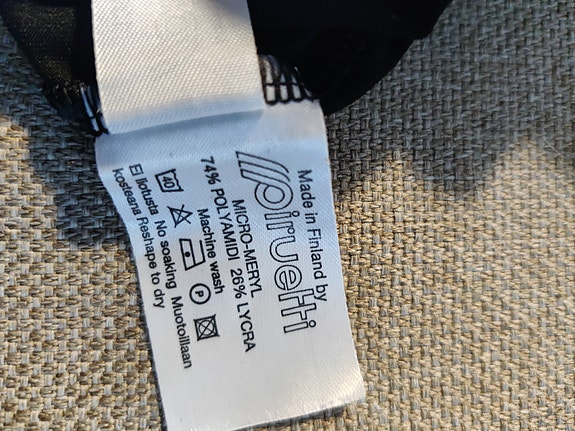 Made in Finland by
piruetti
MICRO-MERYL
74% POLYAMIDI 26% LYCRA
Machine wash
40 P
Ei liotusta No soaking Muotoillaan
kosteana Reshape to dry